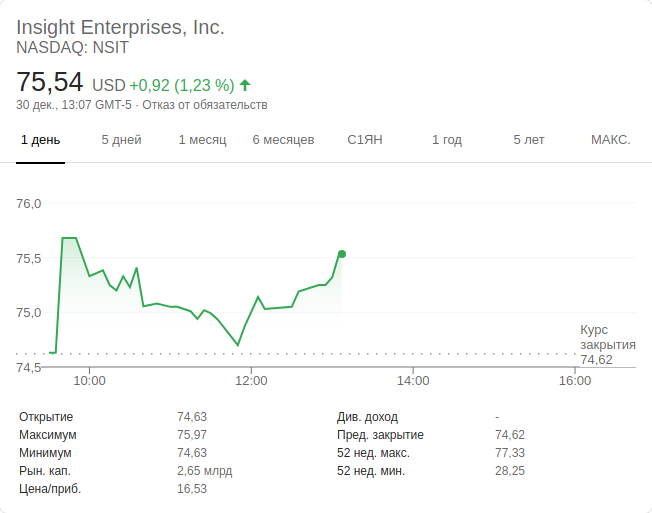 Insight Enterprises, Inc.
NASDAQ: NSIT
75,54 USD +0,92 (1,23 %)
30 дек., 13:07 GMT-5 · Отказ от обязательств
1 день 5 дней 1 месяц 6 месяцев С1ЯН 1 год 5 лет МАКС.
76,0
75,5
75,0
74,5
Курс
закрытия
74,62
10:00 12:00 14:00 16:00
Открытие 74,63 Див. доход -
Максимум 75,97 Пред. закрытие 74,62
Минимум 74,63 52 нед. макс. 77,33
Рын. кап. 2,65 млрд 52 нед. мин. 28,25
Цена/приб. 16,53